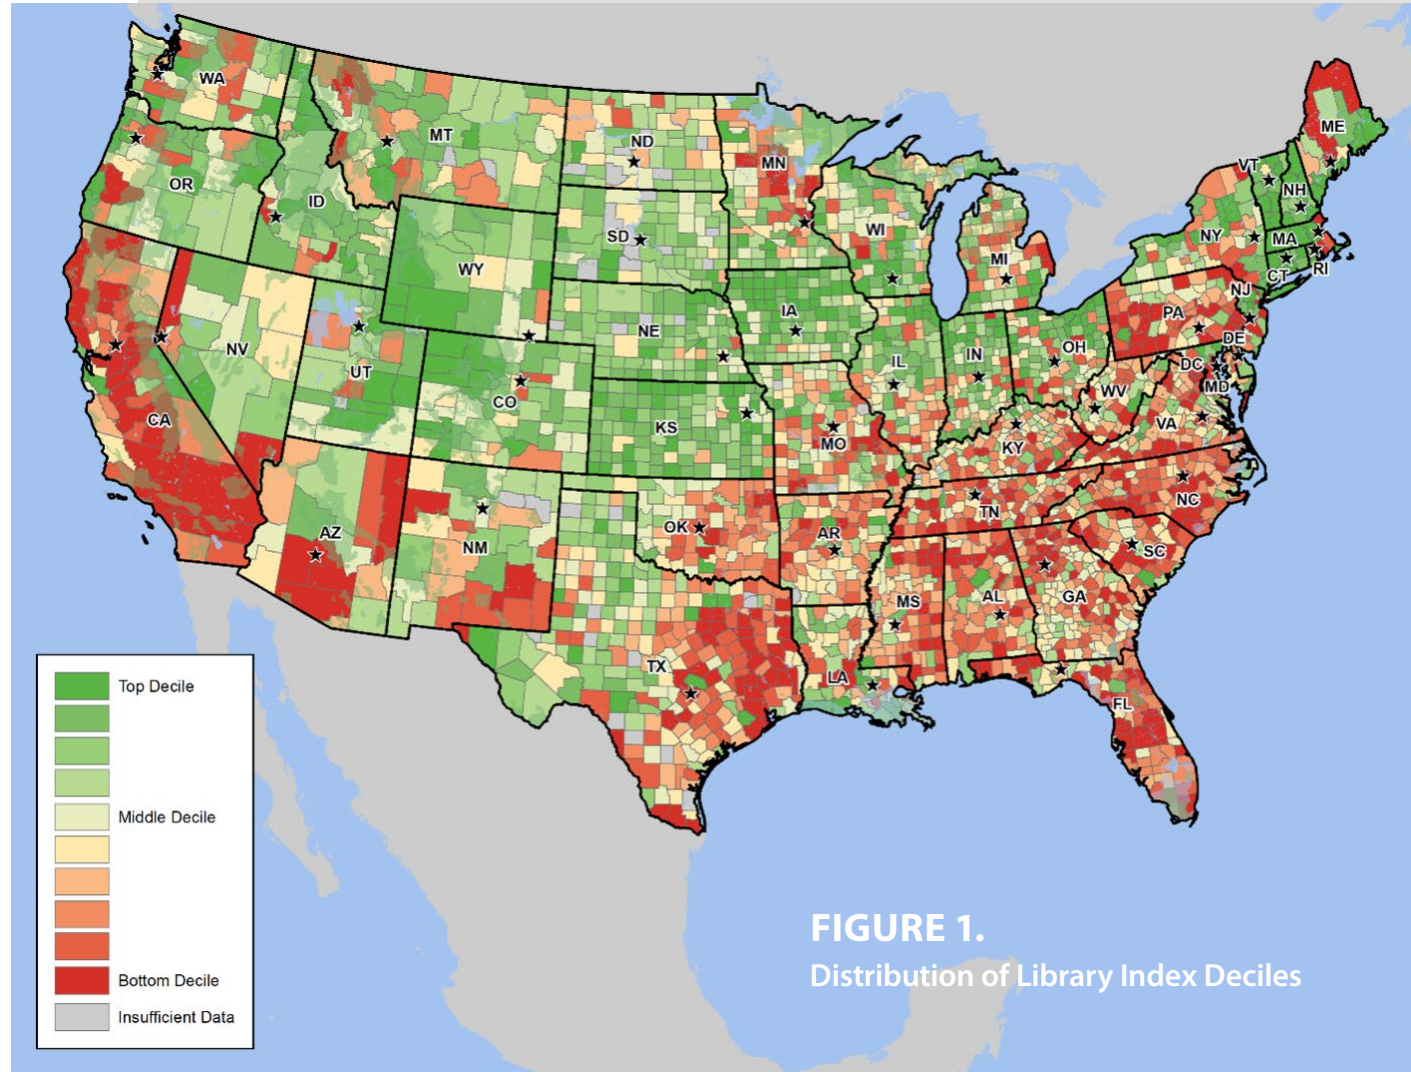 WA
MT
ND
MN
ME
VT
NH
OR
ID
SD
WI
NY
MA
MI
CT
RI
WY
IA
NE
PA
NJ
NV
UT
CO
IL
IN
OH
DE
DC
MD
WV
CA
KS
MO
KY
VA
AZ
NM
OK
AR
TN
NC
SC
MS
AL
GA
TX
LA
FL
Top Decile
Middle Decile
Bottom Decile
Insufficient Data
FIGURE 1.
Distribution of Library Index Deciles